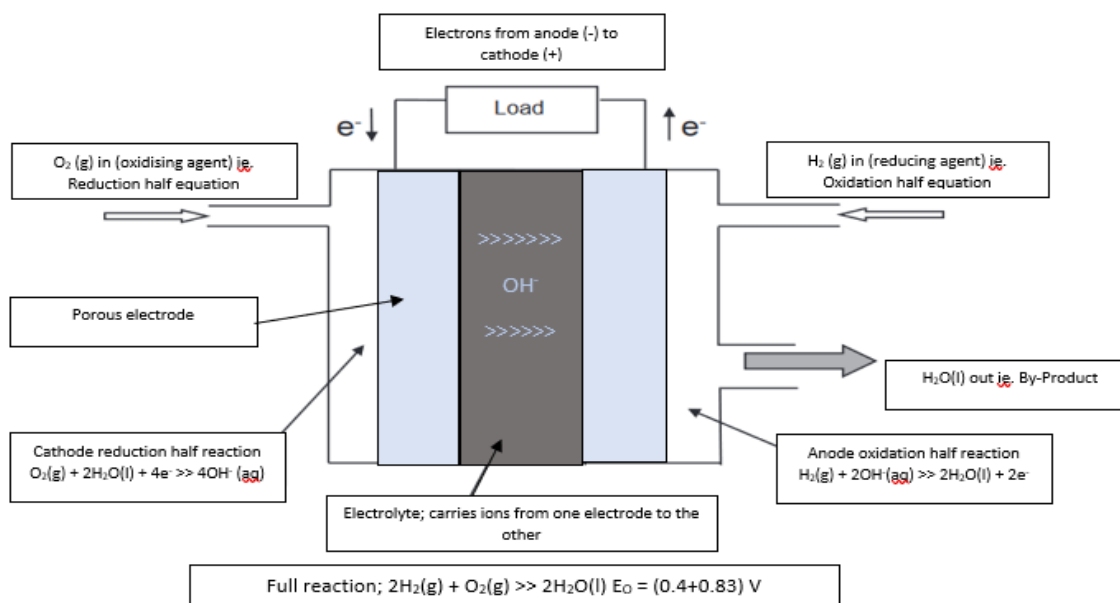 Electrons from anode (-) to
cathode (+)
Load
e⁻
e⁻
O₂ (g) in (oxidising agent) ie.
Reduction half equation
H₂ (g) in (reducing agent) ie.
Oxidation half equation
>>>>>>>
OH⁻
>>>>>>
Porous electrode
H₂O(l) out ie. By-Product
Cathode reduction half reaction
O₂(g) + 2H₂O(l) + 4e⁻ >> 4OH⁻ (aq)
Anode oxidation half reaction
H₂(g) + 2OH⁻(aq) >> 2H₂O(l) + 2e⁻
Electrolyte; carries ions from one electrode to the
other
Full reaction; 2H₂(g) + O₂(g) >> 2H₂O(l) E₀ = (0.4+0.83) V